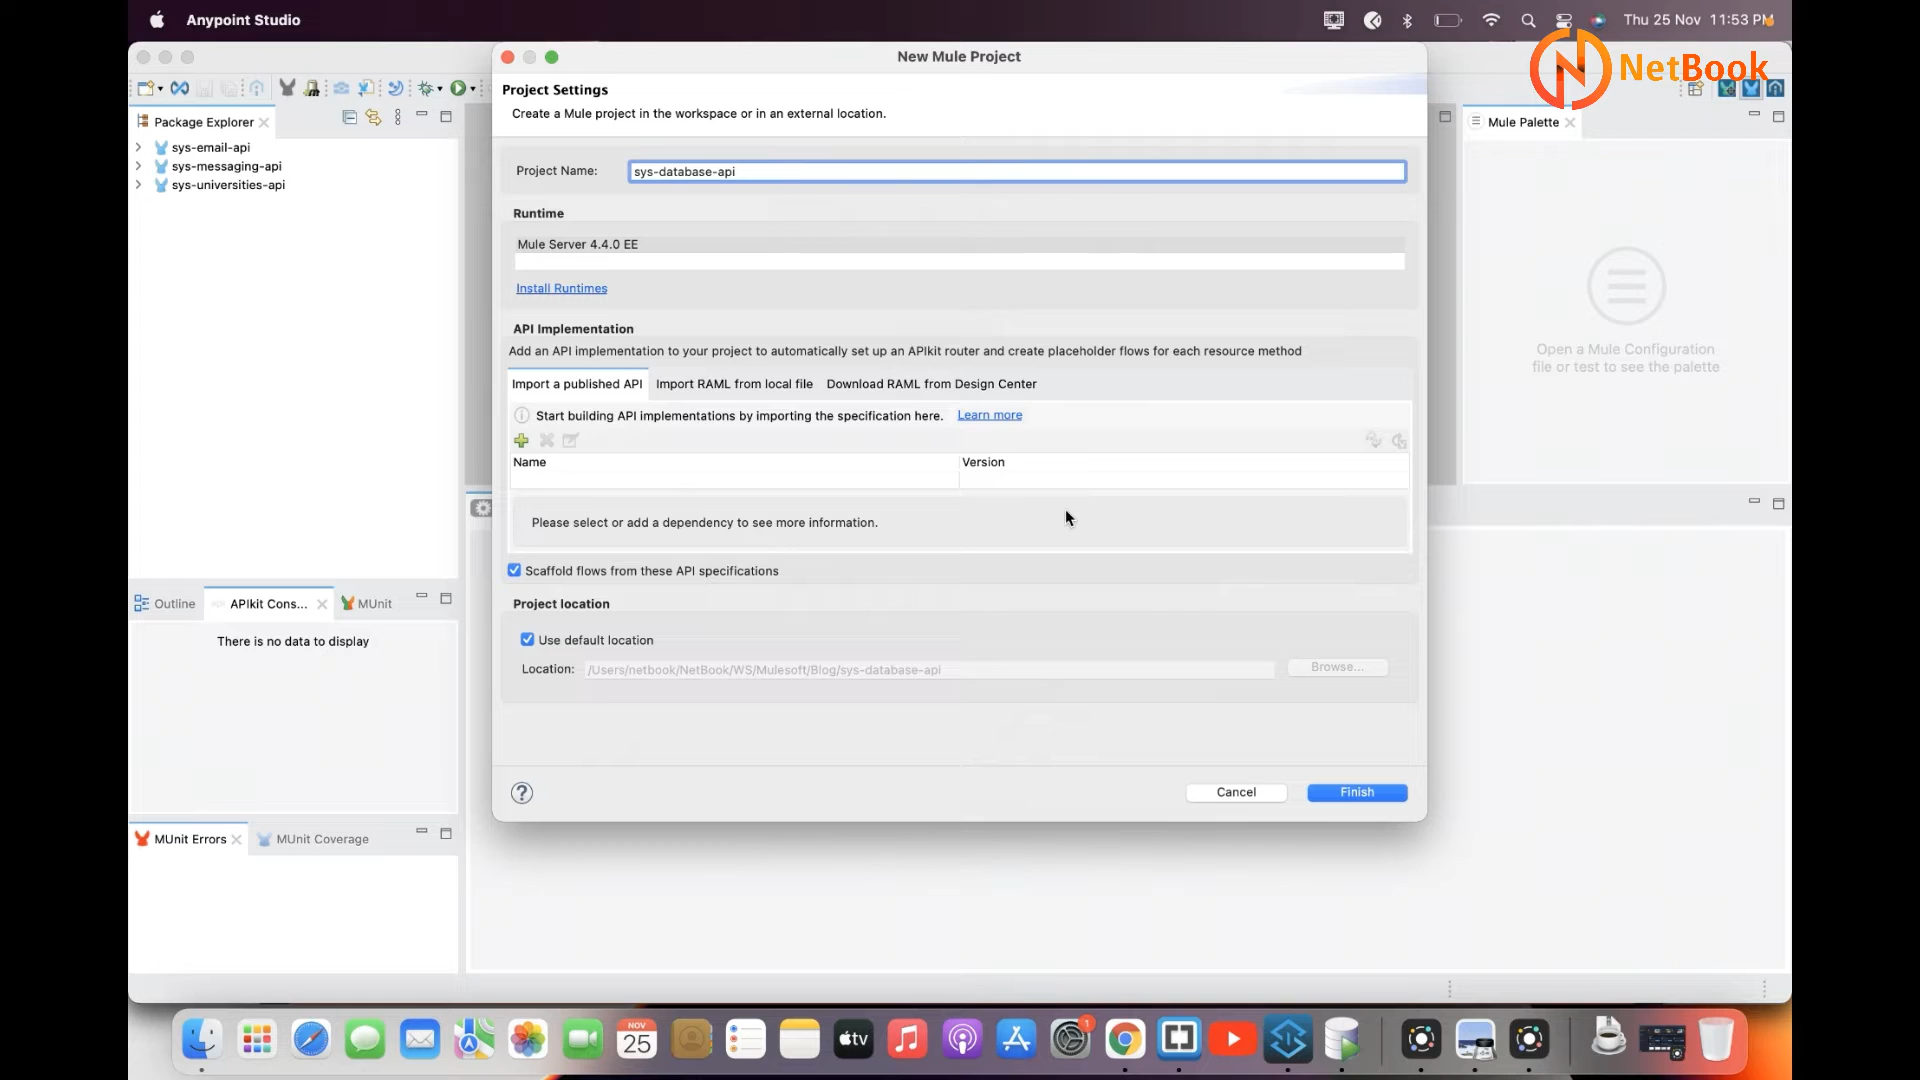 Anypoint Studio
Thu 25 Nov 11:53 PM
NetBook
New Mule Project
Project Settings
Create a Mule project in the workspace or in an external location.
Package Explorer
sys-email-api
sys-messaging-api
sys-universities-api
Mule Palette
Open a Mule Configuration
file or test to see the palette
Project Name:
sys-database-api
Runtime
Mule Server 4.4.0 EE
Install Runtimes
API Implementation
Add an API implementation to your project to automatically set up an APIkit router and create placeholder flows for each resource method
Import a published API
Import RAML from local file
Download RAML from Design Center
Start building API implementations by importing the specification here.
Learn more
Name
Version
Please select or add a dependency to see more information.
Scaffold flows from these API specifications
Project location
Use default location
Location:
/Users/netbook/NetBook/WS/Mulesoft/Blog/sys-database-api
Browse...
Cancel
Finish
Outline
APIkit Cons...
MUnit
There is no data to display
MUnit Errors
MUnit Coverage
NOV
25
tv
1